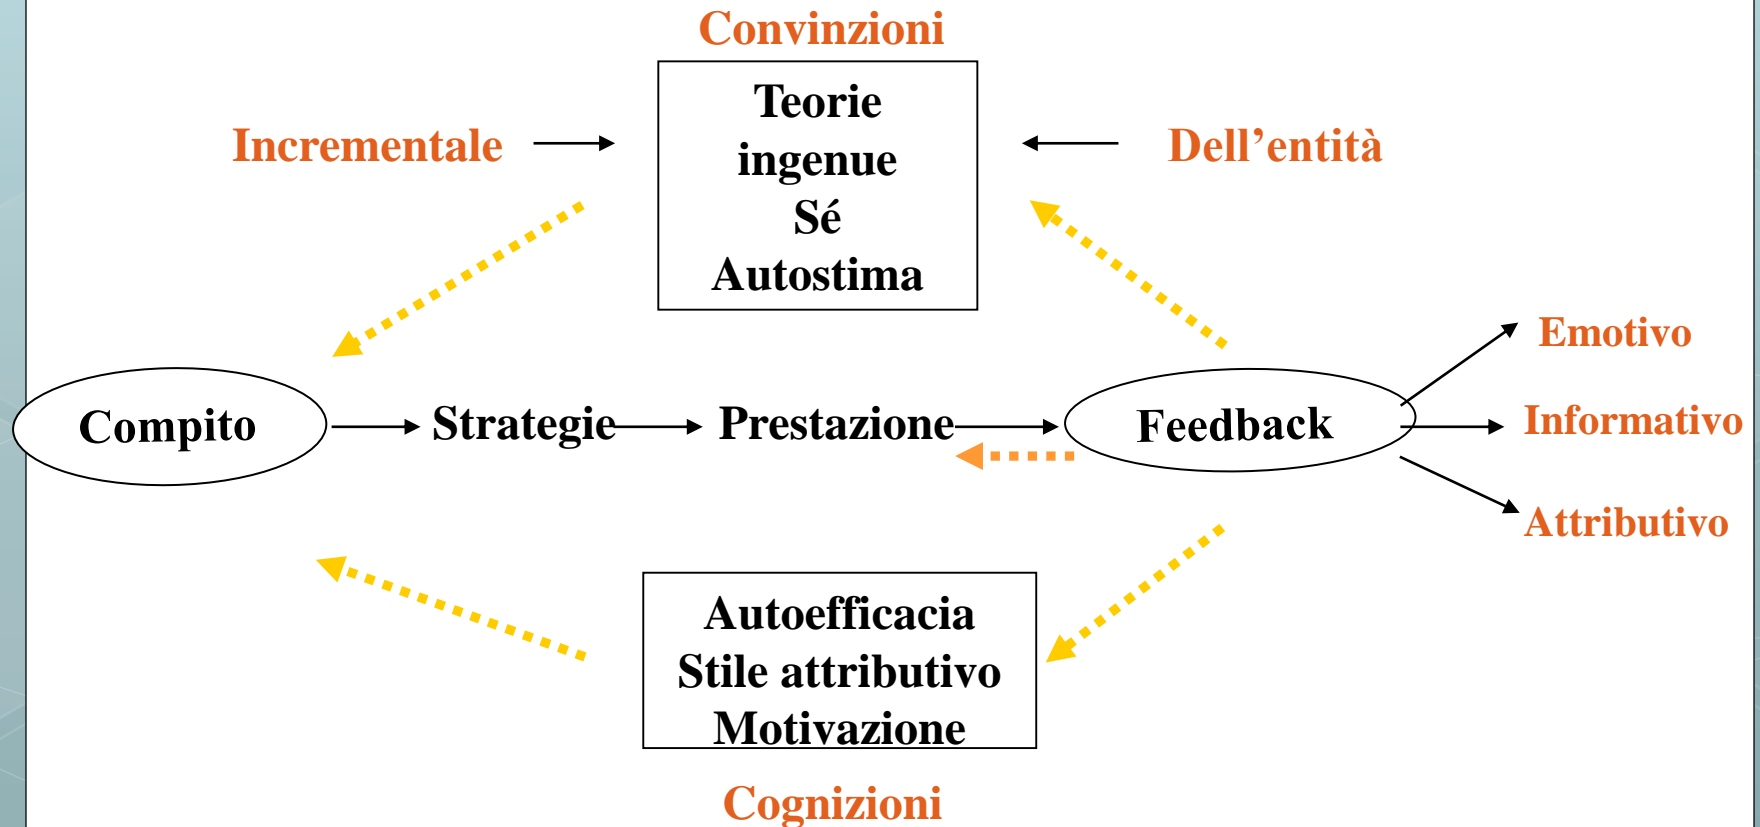 Convinzioni
Teorie
Incrementale
ingenue
Dell’entità
Sé
Autostima
Emotivo
Compito
Strategie
Prestazione
Feedback
Informativo
Attributivo
Autoefficacia
Stile attributivo
Motivazione
Cognizioni